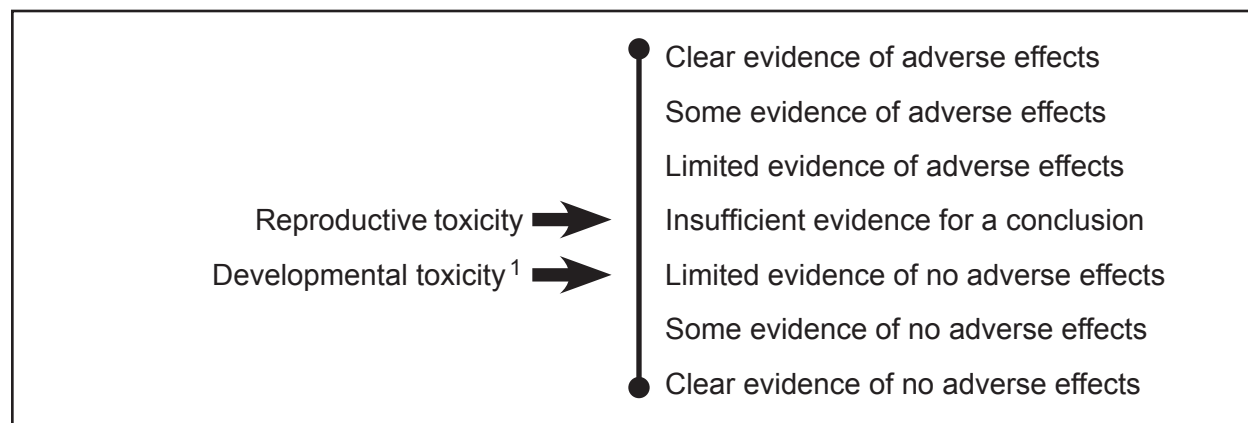 Clear evidence of adverse effects
Some evidence of adverse effects
Limited evidence of adverse effects
Reproductive toxicity Insufficient evidence for a conclusion
Developmental toxicity 1 Limited evidence of no adverse effects
Some evidence of no adverse effects
Clear evidence of no adverse effects